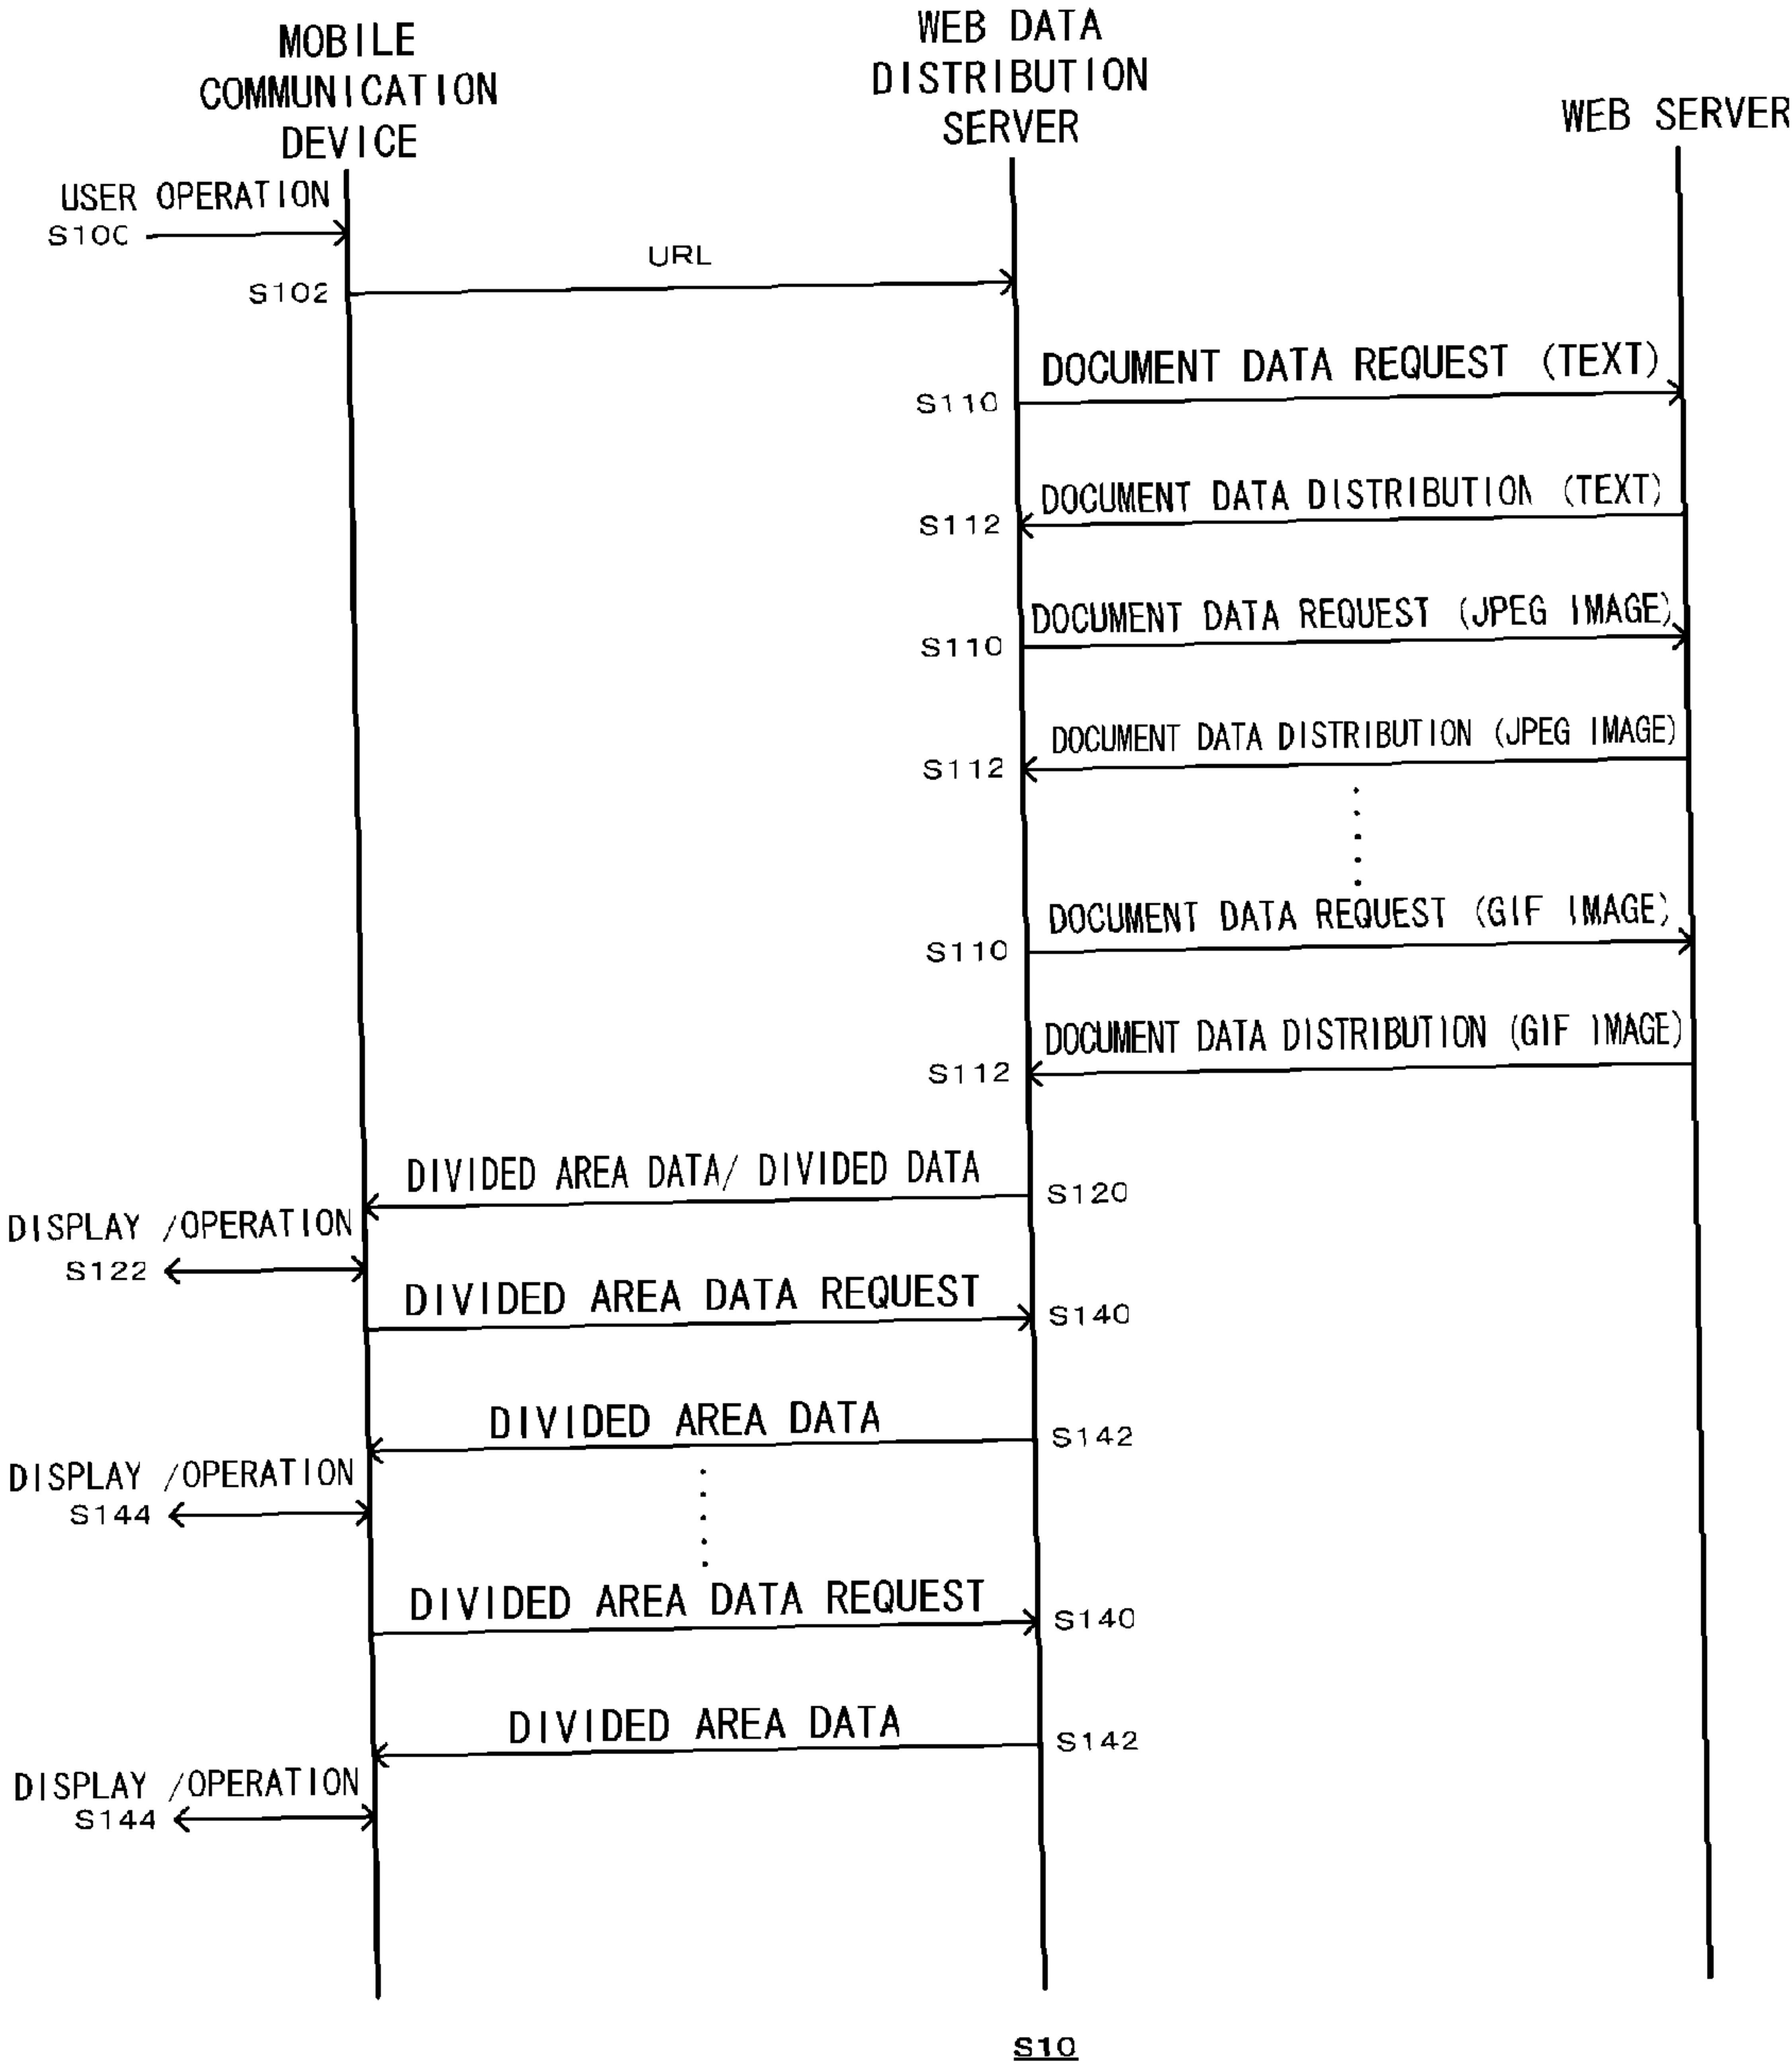 MOBILE
COMMUNICATION
DEVICE
WEB DATA
DISTRIBUTION
SERVER
WEB SERVER
USER OPERATION
S100
URL
S102
DOCUMENT DATA REQUEST (TEXT)
S110
DOCUMENT DATA DISTRIBUTION (TEXT)
S112
DOCUMENT DATA REQUEST (JPEG IMAGE)
S110
DOCUMENT DATA DISTRIBUTION (JPEG IMAGE)
S112
DOCUMENT DATA REQUEST (GIF IMAGE)
S110
DOCUMENT DATA DISTRIBUTION (GIF IMAGE)
S112
DIVIDED AREA DATA/ DIVIDED DATA
S120
DISPLAY /OPERATION
S122
DIVIDED AREA DATA REQUEST
S140
DIVIDED AREA DATA
S142
DISPLAY /OPERATION
S144
DIVIDED AREA DATA REQUEST
S140
DIVIDED AREA DATA
S142
DISPLAY /OPERATION
S144
S10